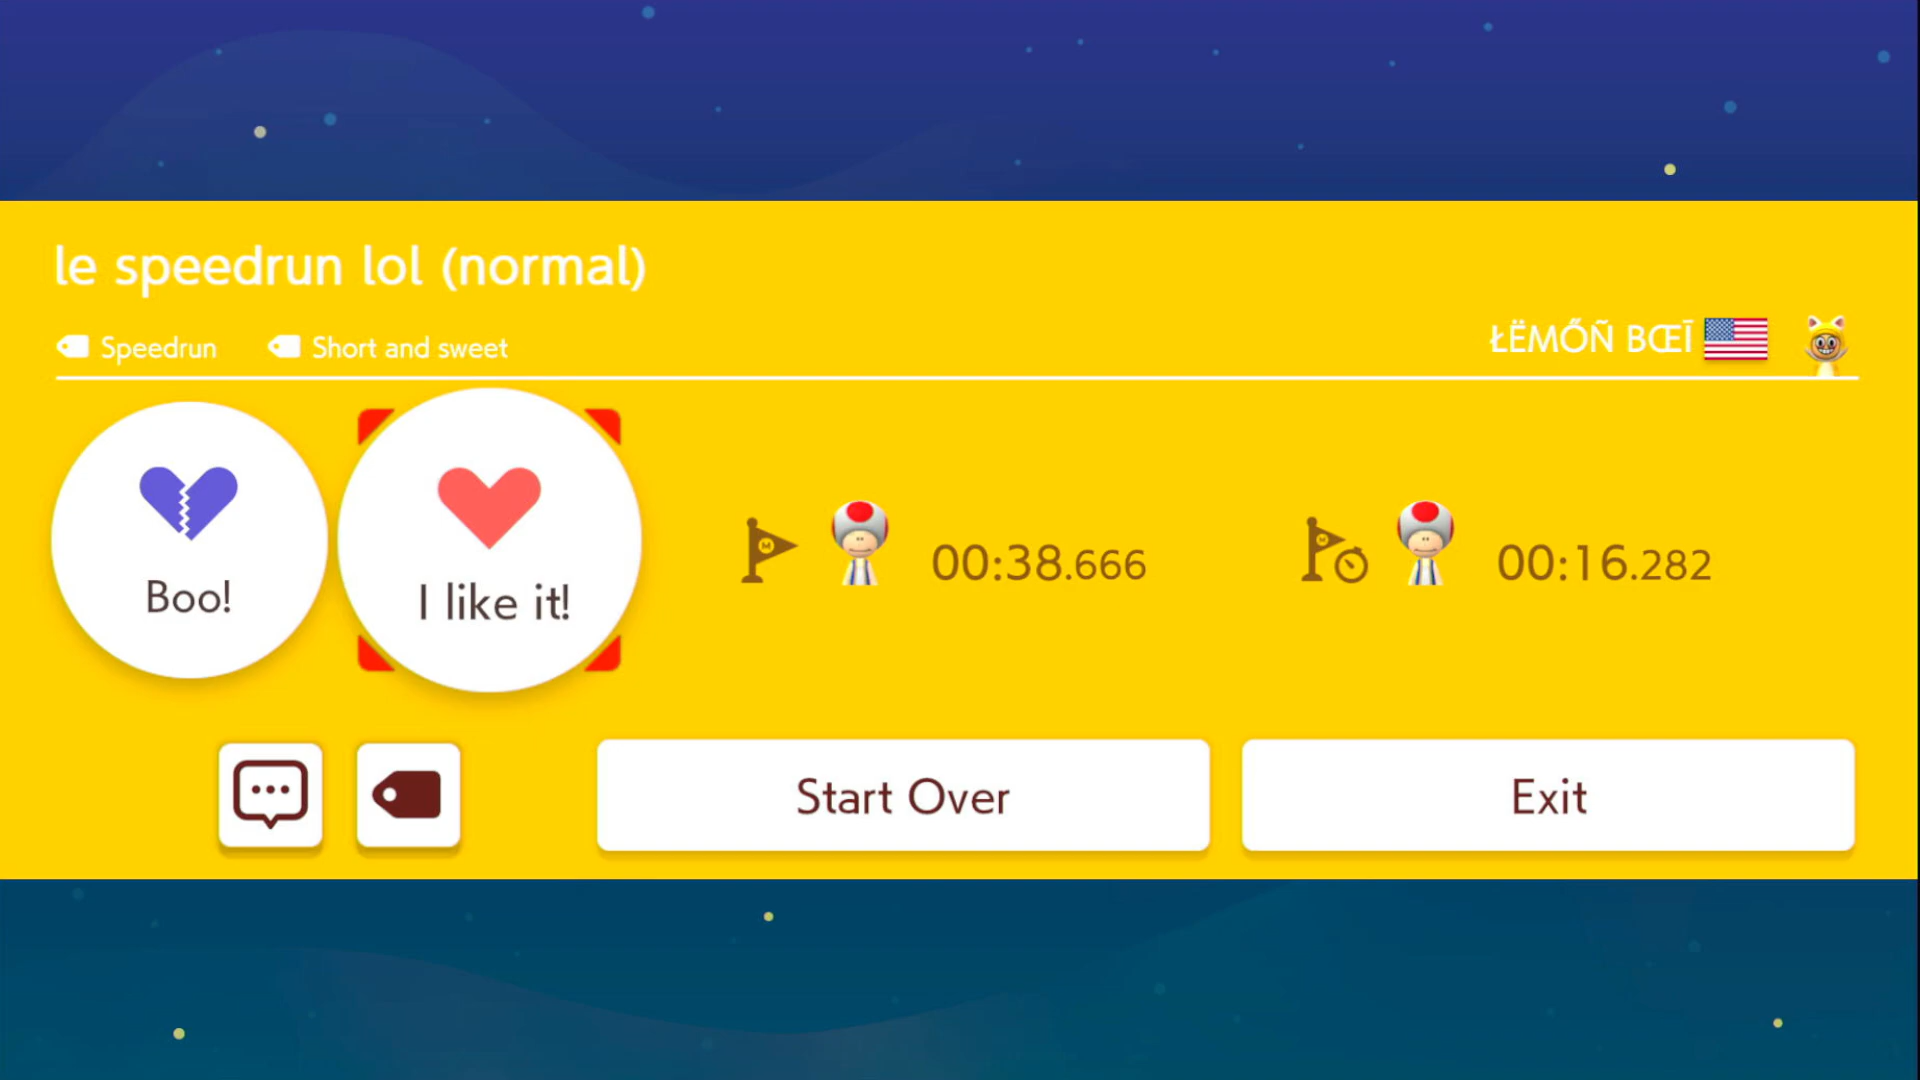 le speedrun lol (normal)
Speedrun
Short and sweet
ŁËMŐÑ BŒĪ
Boo!
I like it!
00:38.666
00:16.282
Start Over
Exit